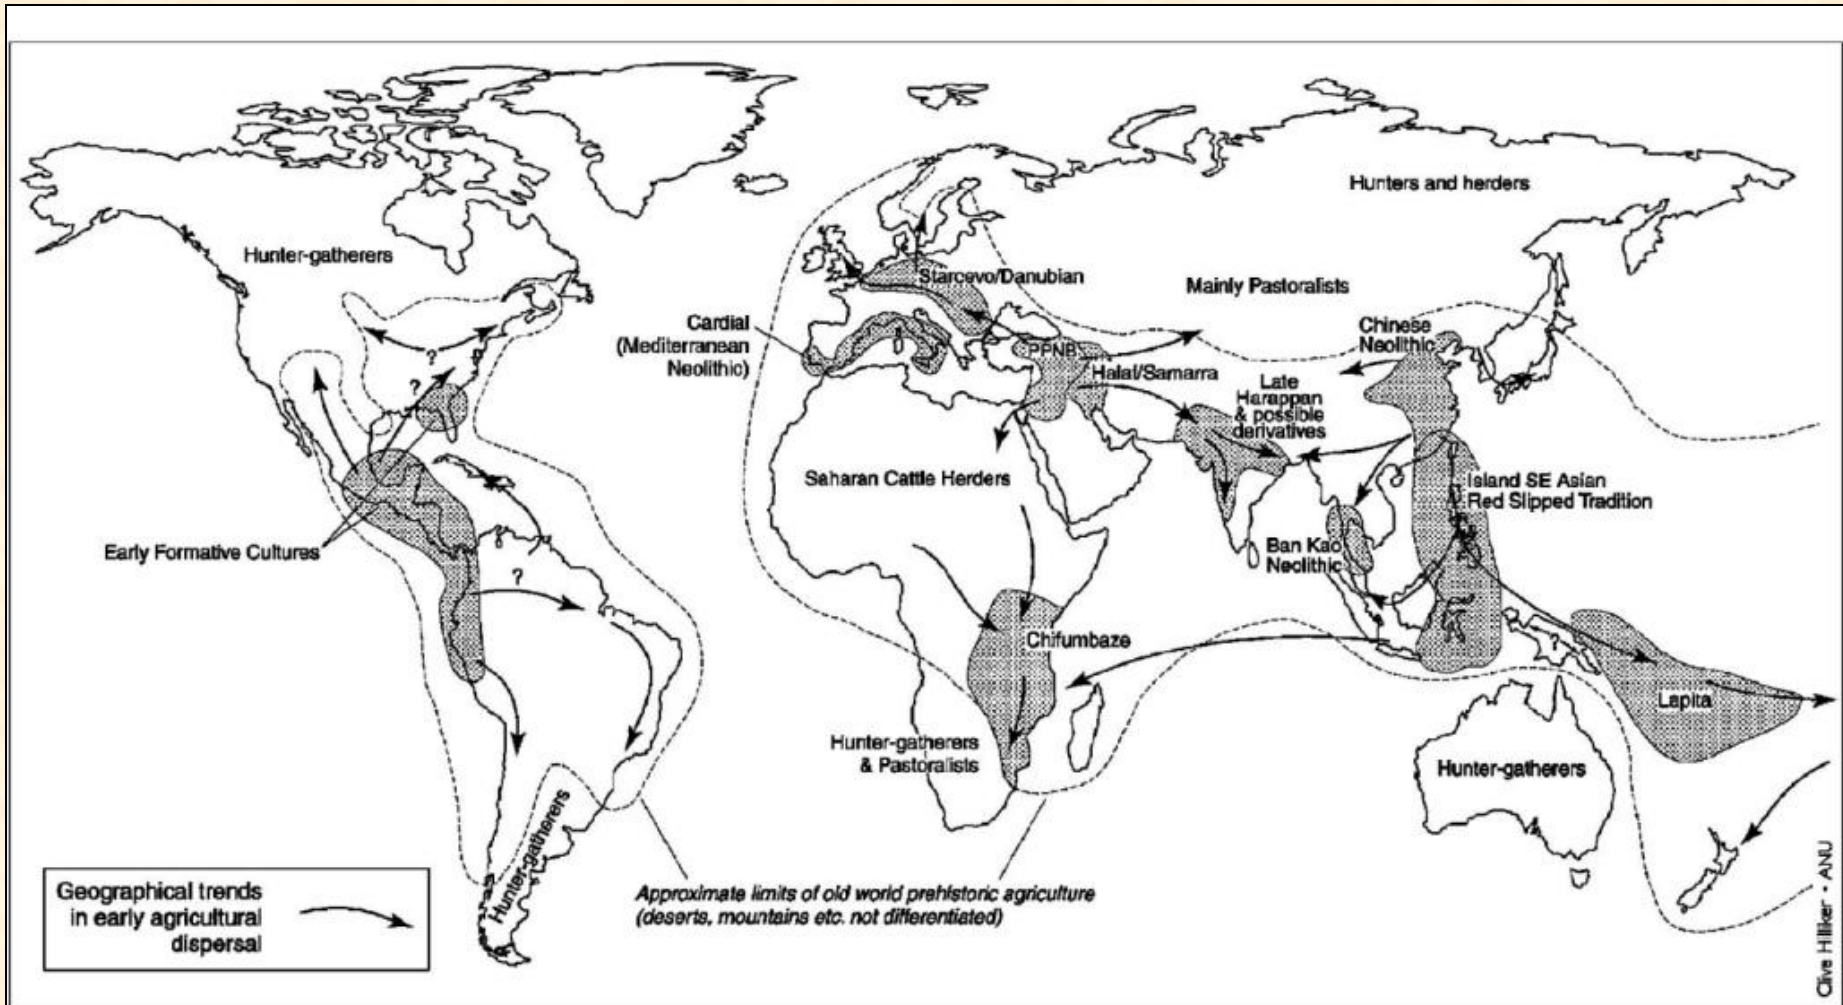 Hunters and herders
Hunter-gatherers
Starcevo/Danubian
Mainly Pastoralists
Cardial
(Mediterranean
Neolithic)
Chinese
Neolithic
PPNB
Halaf/Samarra
Late
Harappan
& possible
derivatives
?
?
Saharan Cattle Herders
Island SE Asian
Red Slipped Tradition
Early Formative Cultures
Ban Kao
Neolithic
?
Chifumbaze
?
Lapita
Hunter-gatherers
& Pastoralists
Hunter-gatherers
Hunter-gatherers
Geographical trends
in early agricultural
dispersal
Approximate limits of old world prehistoric agriculture
(deserts, mountains etc. not differentiated)
Clive Hilliker • ANU